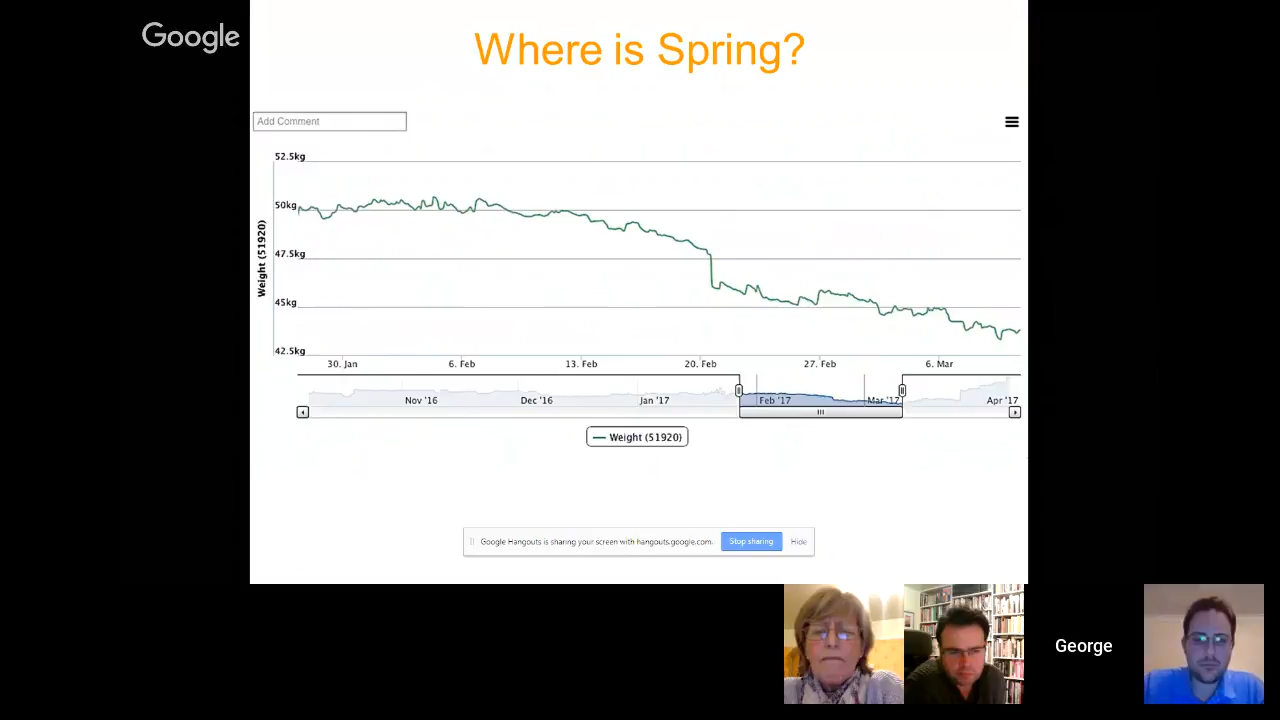 Google
Where is Spring?
Add Comment
52.5kg
50kg
47.5kg
45kg
42.5kg
Weight (51920)
30. Jan 6. Feb 13. Feb 20. Feb 27. Feb 6. Mar
Nov '16 Dec '16 Jan '17 Feb '17 Mar '17 Apr '17
Weight (51920)
Google Hangouts is sharing your screen with hangouts.google.com. Stop sharing Hide
George